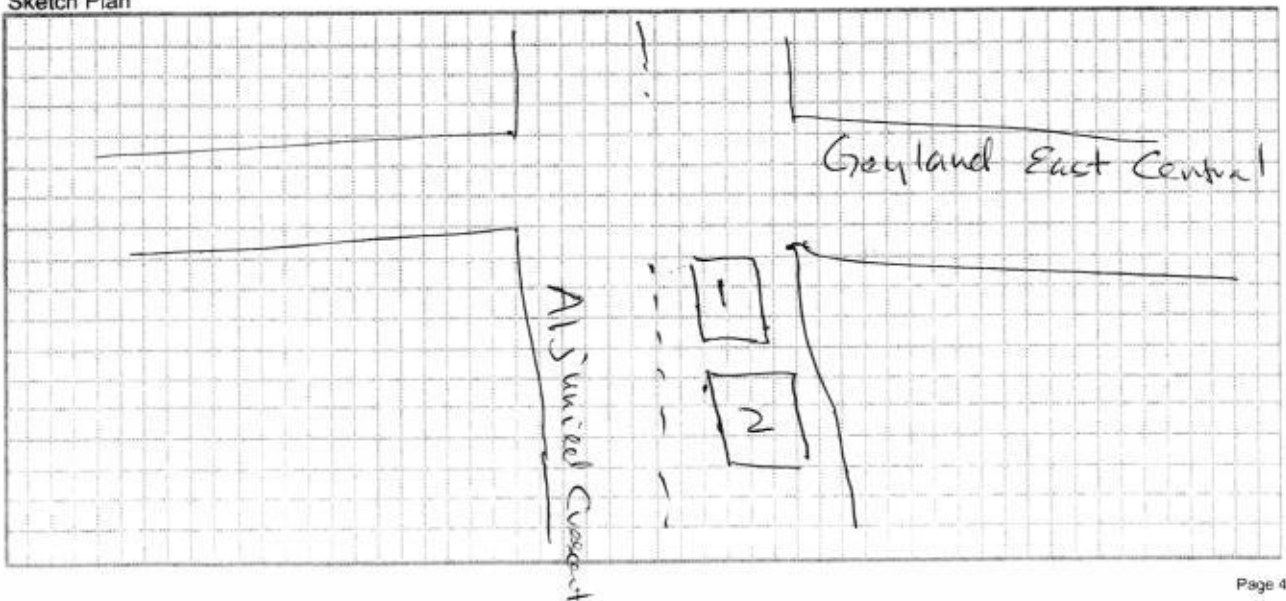 Sketch Plan
Geyland East Central
1
2
Aljunied Crescent
Page 4